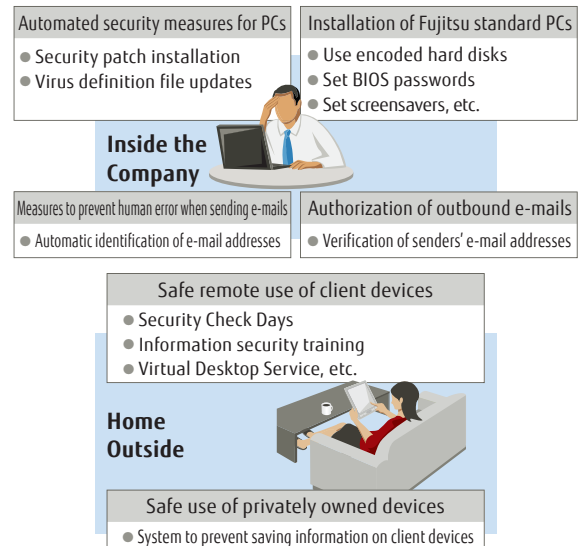 Automated security measures for PCs
● Security patch installation
● Virus definition file updates
Installation of Fujitsu standard PCs
● Use encoded hard disks
● Set BIOS passwords
● Set screensavers, etc.
Inside the
Company
Measures to prevent human error when sending e-mails
● Automatic identification of e-mail addresses
Authorization of outbound e-mails
● Verification of senders' e-mail addresses
Safe remote use of client devices
● Security Check Days
● Information security training
● Virtual Desktop Service, etc.
Home
Outside
Safe use of privately owned devices
● System to prevent saving information on client devices